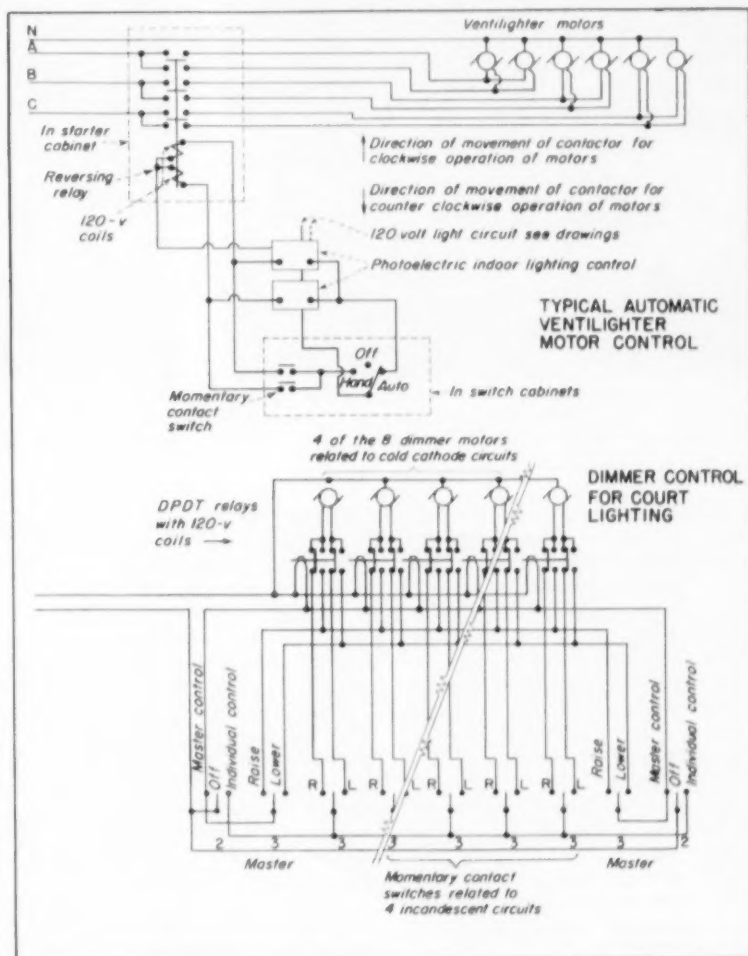 Ventilighter motors
N
A
B
C
In starter
cabinet
Reversing
relay
120-v
coils
Direction of movement of contactor for
clockwise operation of motors
Direction of movement of contactor for
counter clockwise operation of motors
120 volt light circuit see drawings
Photoelectric indoor lighting control
TYPICAL AUTOMATIC
VENTILIGHTER
MOTOR CONTROL
Off
Hand
Auto
In switch cabinets
Momentary
contact
switch
4 of the 8 dimmer motors
related to cold cathode circuits
DIMMER CONTROL
FOR COURT
LIGHTING
DPDT relays
with 120-v
coils
Master control
Off
Individual control
Raise
Lower
R L R L R L R L R L
Raise
Lower
Master control
Off
Individual control
2 3 3 3 3 3 3 3 2
Master
Master
Momentary contact
switches related to
4 incandescent circuits